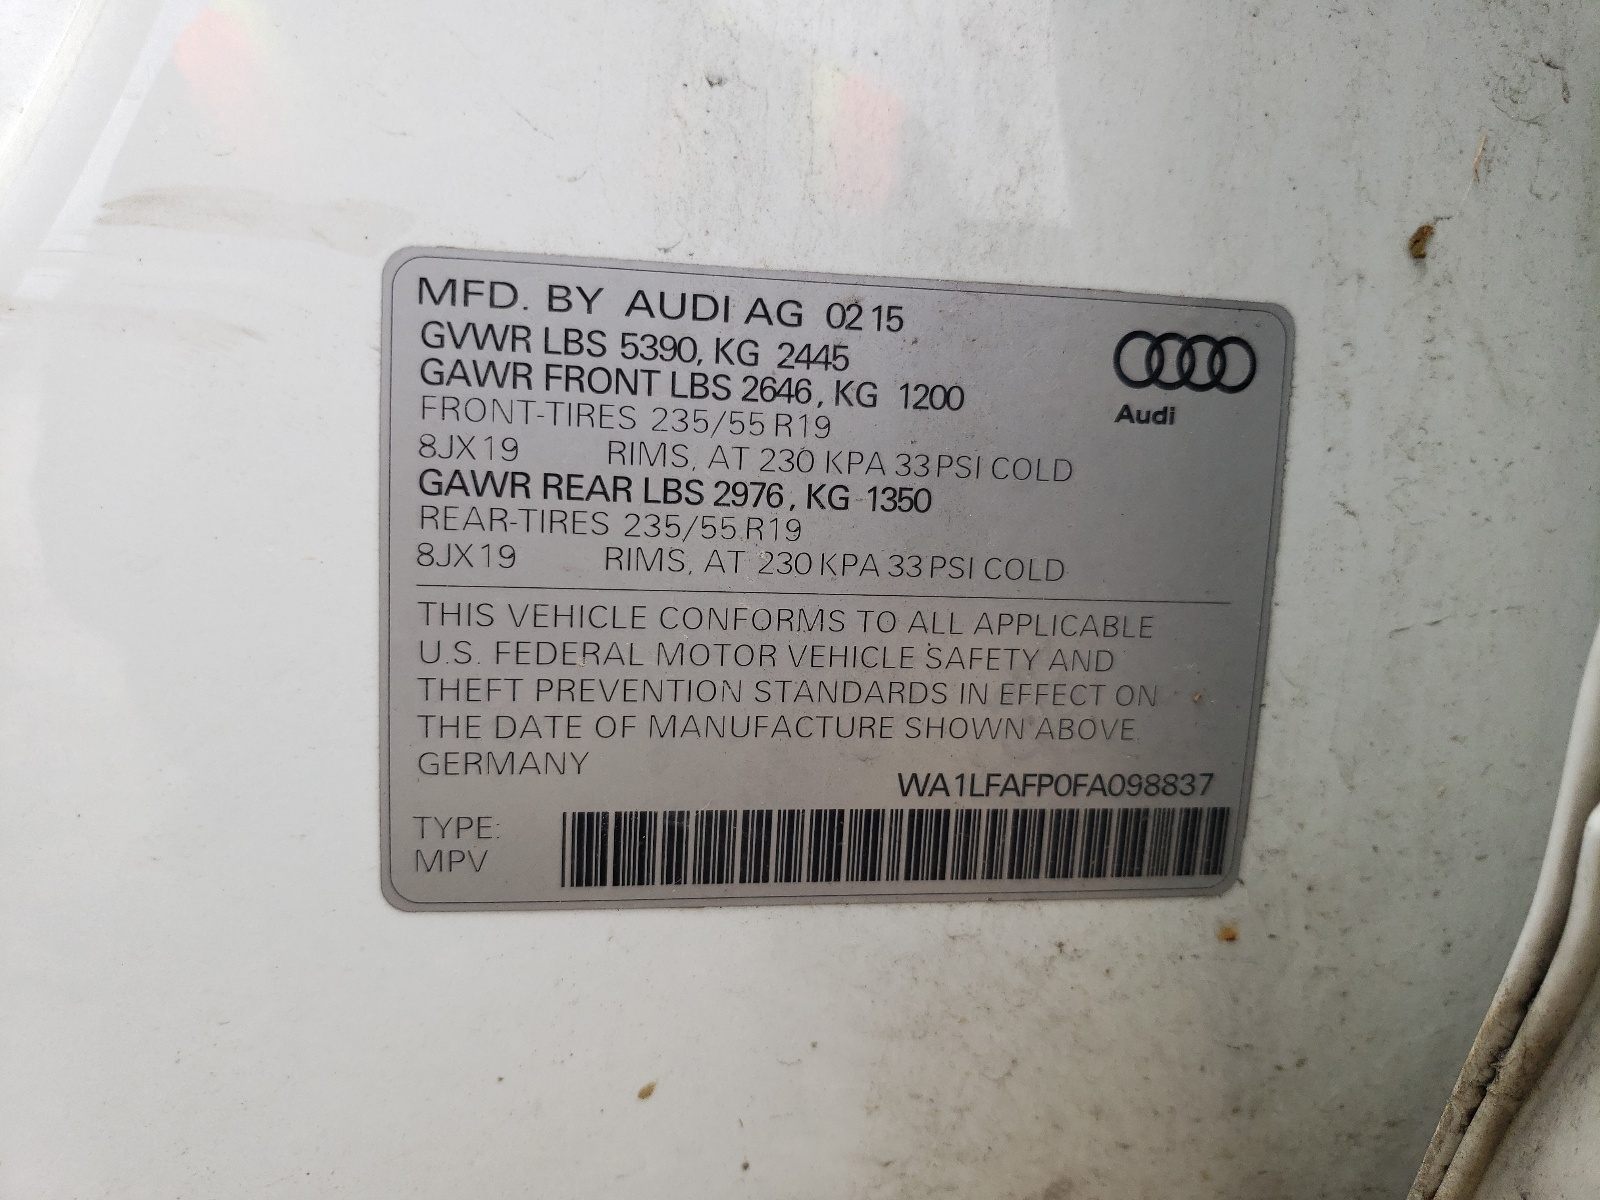 MFD. BY AUDI AG 02 15
GVWR LBS 5390, KG 2445
GAWR FRONT LBS 2646, KG 1200
FRONT-TIRES 235/55 R19
8JX19 RIMS, AT 230 KPA 33 PSI COLD
GAWR REAR LBS 2976, KG 1350
REAR-TIRES 235/55 R19
8JX19 RIMS, AT 230 KPA 33 PSI COLD
Audi
THIS VEHICLE CONFORMS TO ALL APPLICABLE
U.S. FEDERAL MOTOR VEHICLE SAFETY AND
THEFT PREVENTION STANDARDS IN EFFECT ON
THE DATE OF MANUFACTURE SHOWN ABOVE.
GERMANY
WA1LFAFP0FA098837
TYPE:
MPV